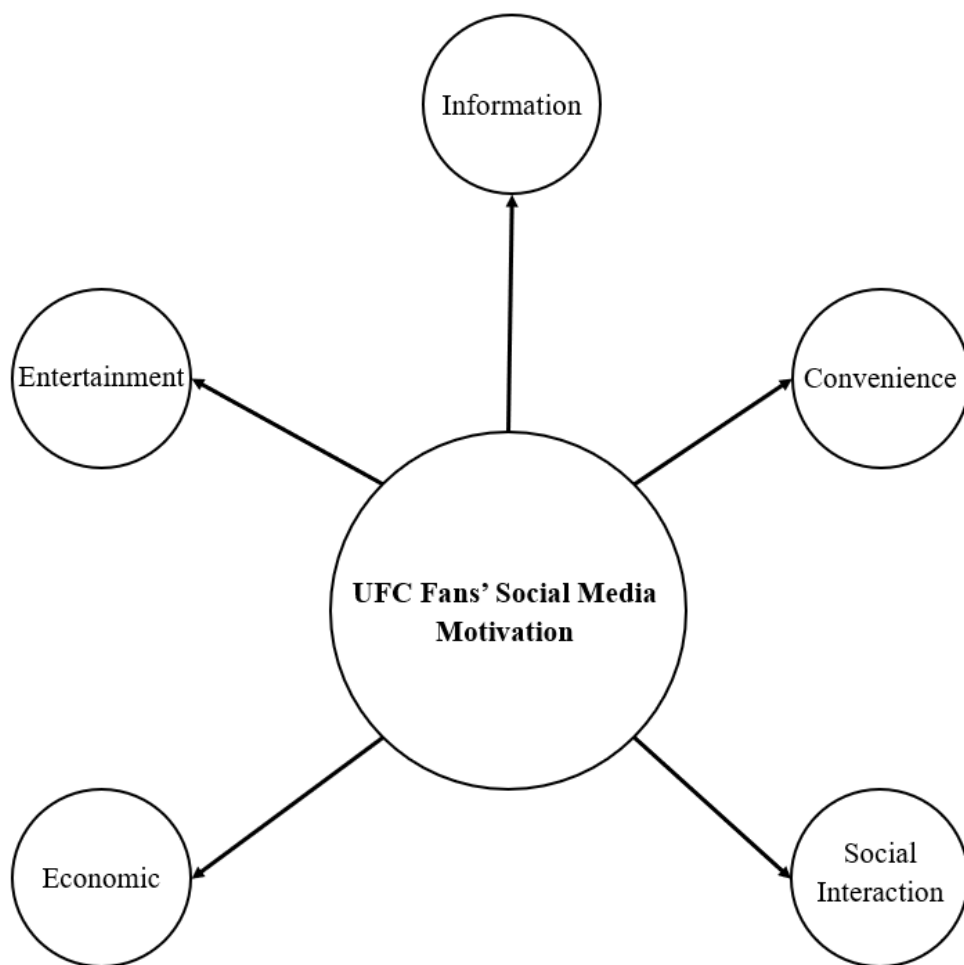 Information
Entertainment
Convenience
UFC Fans’ Social Media
Motivation
Economic
Social
Interaction